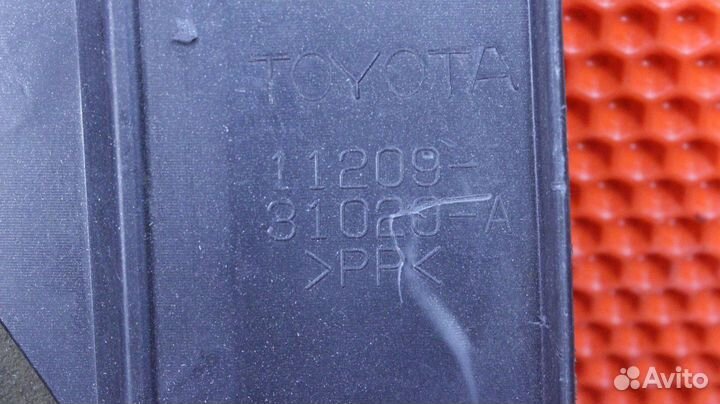 TOYOTA
11209-
31020-A
>PP<
Avito